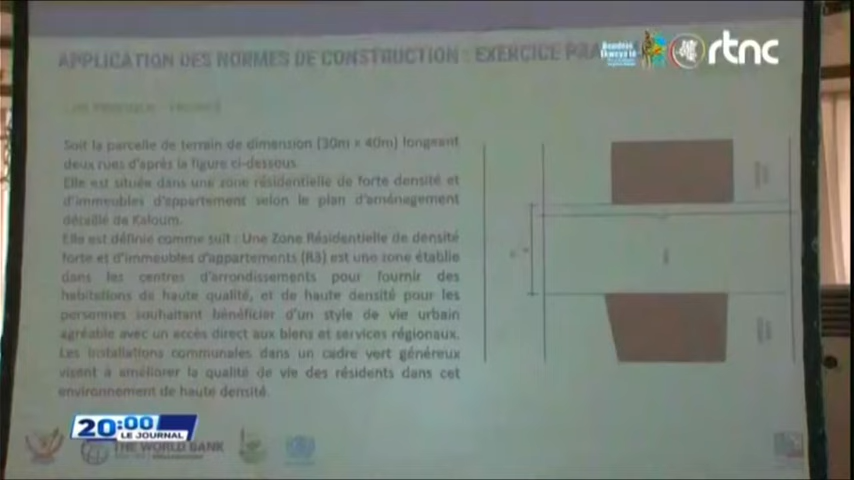 APPLICATION DES NORMES DE CONSTRUCTION : EXERCICE
rtnc
Soit la parcelle de terrain de dimension (30m x 40m) longeant
deux rues d'après la figure ci-dessous.
Elle est située dans une zone résidentielle de forte densité et
d'immeubles d'appartement selon le plan d'aménagement
détaillé de Kaloum.
Elle est définie comme suit : Une Zone Résidentielle de densité
forte et d'immeubles d'appartements (R3) est une zone établie
dans les centres d'arrondissements pour fournir des
habitations de haute qualité, et de haute densité pour les
personnes souhaitant bénéficier d'un style de vie urbain
agréable avec un accès direct aux biens et services régionaux.
Les installations communales dans un cadre vert généreux
visent à améliorer la qualité de vie des résidents dans cet
environnement de haute densité.
20:00
LE JOURNAL
THE WORLD BANK